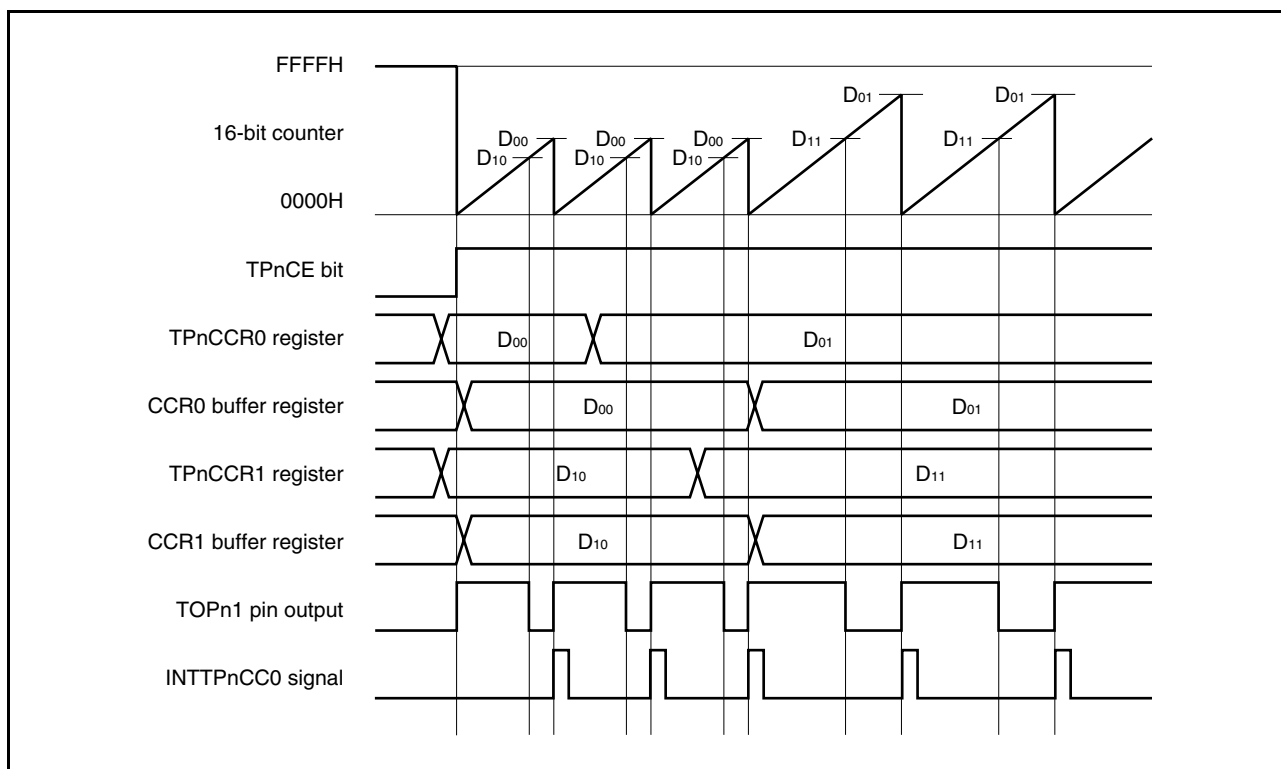 FFFFH
D01 D01
16-bit counter D00 D00 D00 D11 D11
D10 D10 D10
0000H
TPnCE bit
TPnCCR0 register D00 D01
CCR0 buffer register D00 D01
TPnCCR1 register D10 D11
CCR1 buffer register D10 D11
TOPn1 pin output
INTTPnCC0 signal